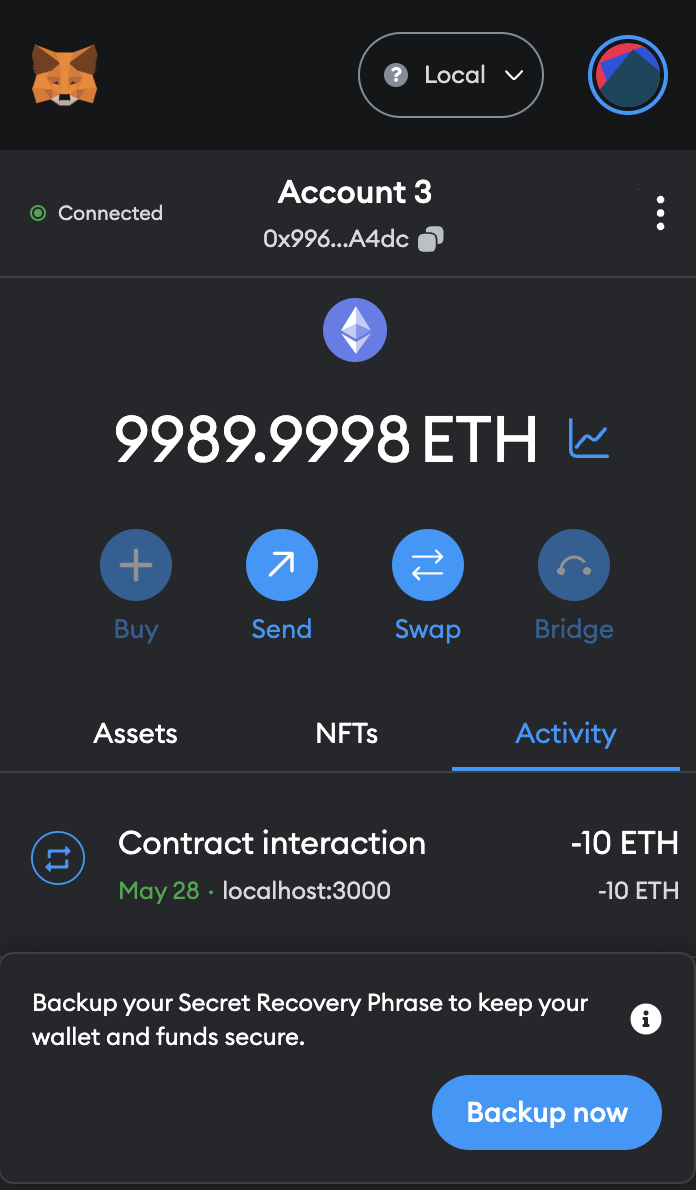 ? Local
Connected
Account 3
0x996...A4dc
9989.9998 ETH
Buy Send Swap Bridge
Assets NFTs Activity
Contract interaction -10 ETH
May 28 · localhost:3000 -10 ETH
Backup your Secret Recovery Phrase to keep your
wallet and funds secure.
i
Backup now